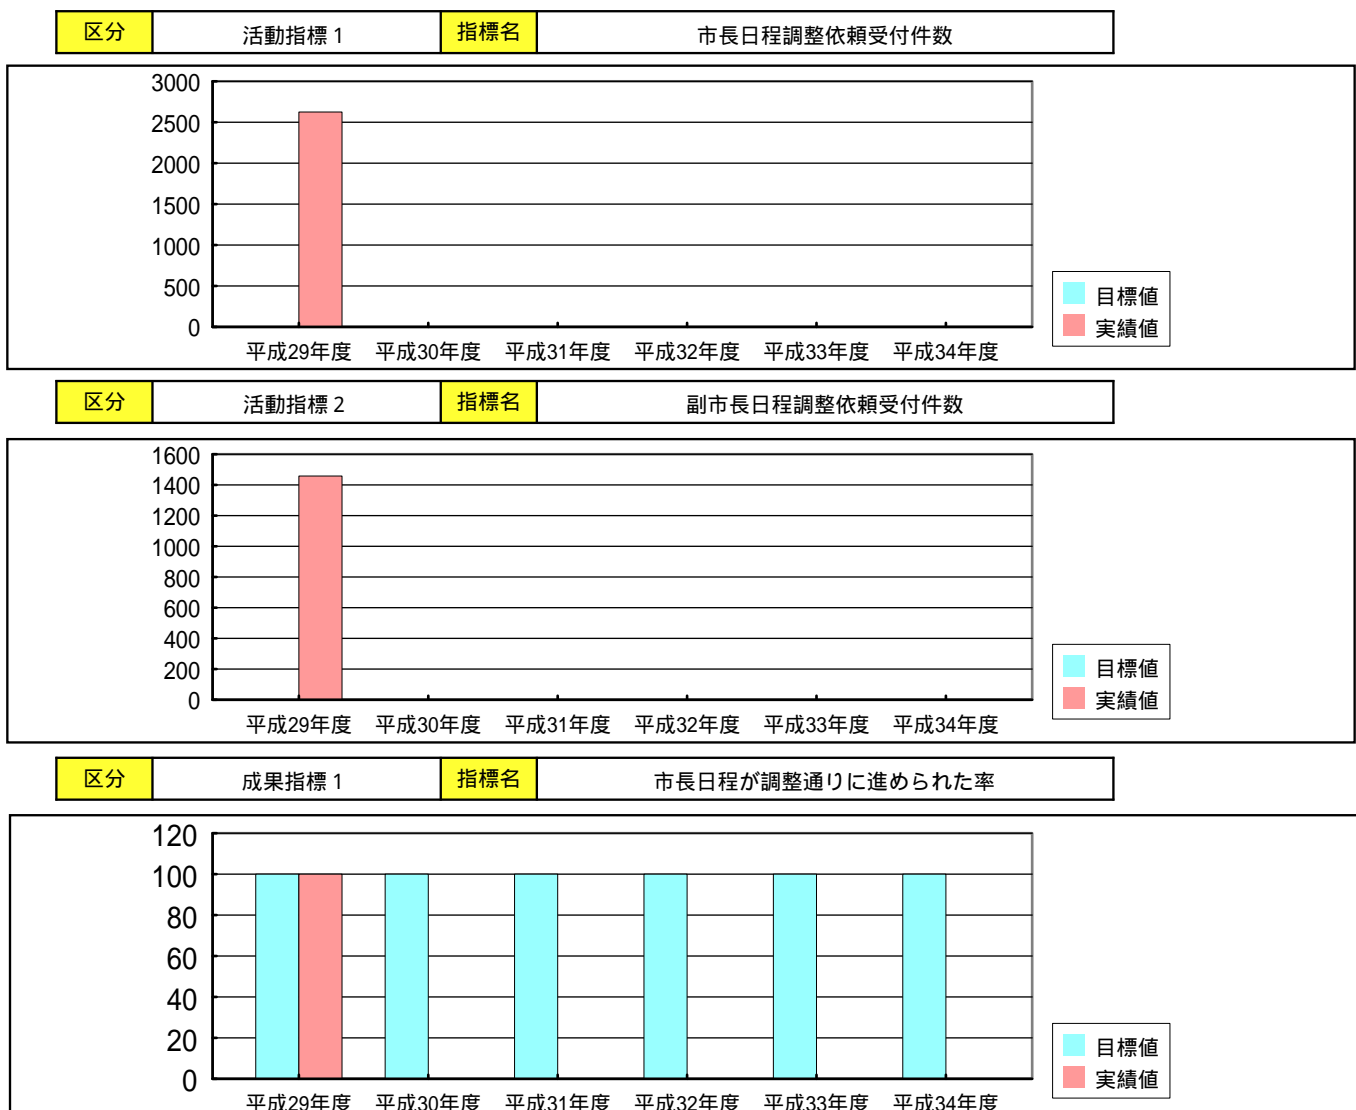 区分 活動指標1 指標名 市長日程調整依頼受付件数
3000
2500
2000
1500
1000
500
0
平成29年度 平成30年度 平成31年度 平成32年度 平成33年度 平成34年度
目標値
実績値
区分 活動指標2 指標名 副市長日程調整依頼受付件数
1600
1400
1200
1000
800
600
400
200
0
平成29年度 平成30年度 平成31年度 平成32年度 平成33年度 平成34年度
目標値
実績値
区分 成果指標1 指標名 市長日程が調整通りに進められた率
120
100
80
60
40
20
0
平成29年度 平成30年度 平成31年度 平成32年度 平成33年度 平成34年度
目標値
実績値